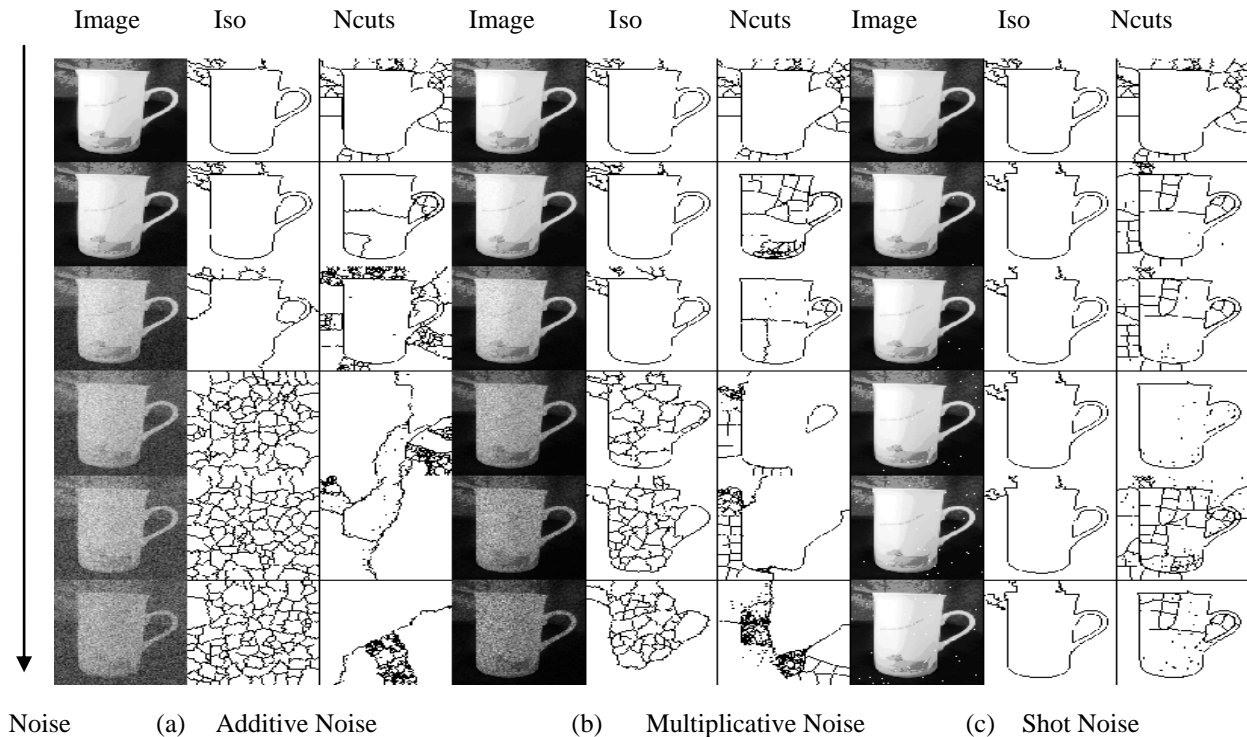 Image Iso Ncuts Image Iso Ncuts Image Iso Ncuts
Noise (a) Additive Noise (b) Multiplicative Noise (c) Shot Noise